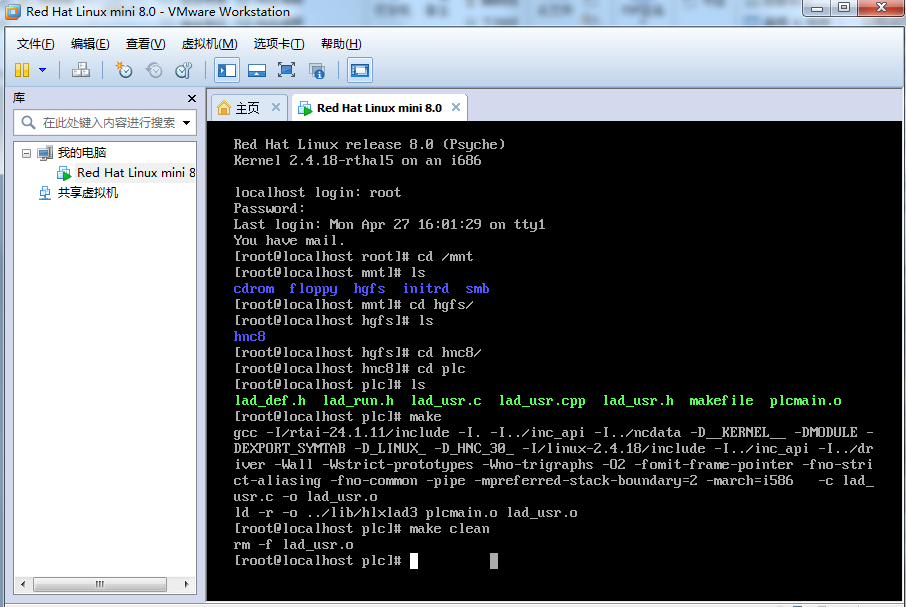 Red Hat Linux mini 8.0 - VMware Workstation
文件(F) 编辑(E) 查看(V) 虚拟机(M) 选项卡(T) 帮助(H)
库
在此处键入内容进行搜索
我的电脑
Red Hat Linux mini 8
共享虚拟机
主页
Red Hat Linux mini 8.0
Red Hat Linux release 8.0 (Psyche)
Kernel 2.4.18-rthal5 on an i686
localhost login: root
Password:
Last login: Mon Apr 27 16:01:29 on tty1
You have mail.
[root@localhost root]# cd /mnt
[root@localhost mnt]# ls
cdrom floppy hgfs initrd smb
[root@localhost mnt]# cd hgfs/
[root@localhost hgfs]# ls
hnc8
[root@localhost hgfs]# cd hnc8/
[root@localhost hnc8]# cd plc
[root@localhost plc]# ls
lad_def.h lad_run.h lad_usr.c lad_usr.cpp lad_usr.h makefile plcmain.o
[root@localhost plc]# make
gcc -I/rtai-24.1.11/include -I. -I../inc_api -I../ncdata -D__KERNEL__ -DMODULE -
DEXPORT_SYMTAB -D_LINUX_ -D_HNC_30_ -I/linux-2.4.18/include -I../inc_api -I../dr
iver -Wall -Wstrict-prototypes -Wno-trigraphs -O2 -fomit-frame-pointer -fno-stri
ct-aliasing -fno-common -pipe -mpreferred-stack-boundary=2 -march=i586 -c lad_
usr.c -o lad_usr.o
ld -r -o ../lib/hlxlad3 plcmain.o lad_usr.o
[root@localhost plc]# make clean
rm -f lad_usr.o
[root@localhost plc]#